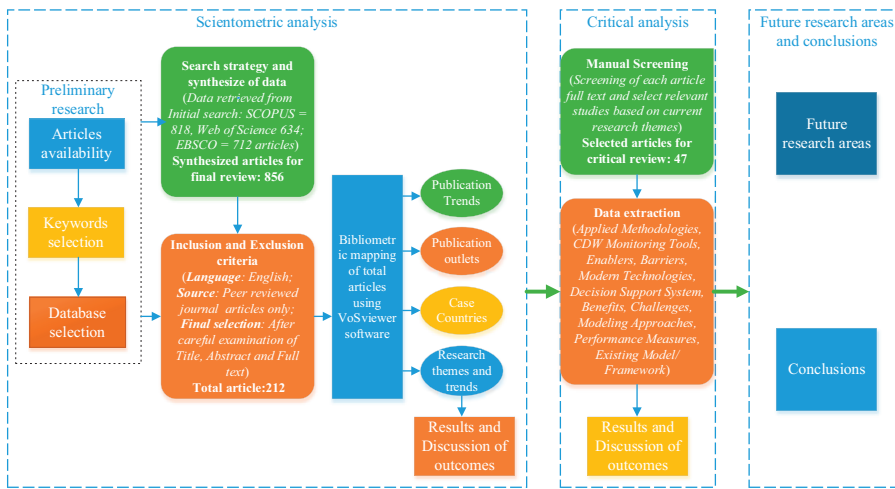 Scientometric analysis
Preliminary
research
Articles
availability
Keywords
selection
Database
selection
Search strategy and
synthesize of data
(Data retrieved from
Initial search: SCOPUS =
818, Web of Science 634;
EBSCO = 712 articles)
Synthesized articles for
final review: 856
Inclusion and Exclusion
criteria
(Language: English;
Source: Peer reviewed
journal articles only;
Final selection: After
careful examination of
Title, Abstract and Full
text)
Total article:212
Bibliomet
ric mapping
of total
articles
using
VoSviewer
software
Publication
Trends
Publication
outlets
Case
Countries
Research
themes and
trends
Results and
Discussion of
outcomes
Critical analysis
Manual Screening
(Screening of each article
full text and select relevant
studies based on current
research themes)
Selected articles for
critical review: 47
Data extraction
(Applied Methodologies,
CDW Monitoring Tools,
Enablers, Barriers,
Modern Technologies,
Decision Support System,
Benefits, Challenges,
Modeling Approaches,
Performance Measures,
Existing Model/
Framework)
Results and
Discussion of
outcomes
Future research areas
and conclusions
Future
research areas
Conclusions